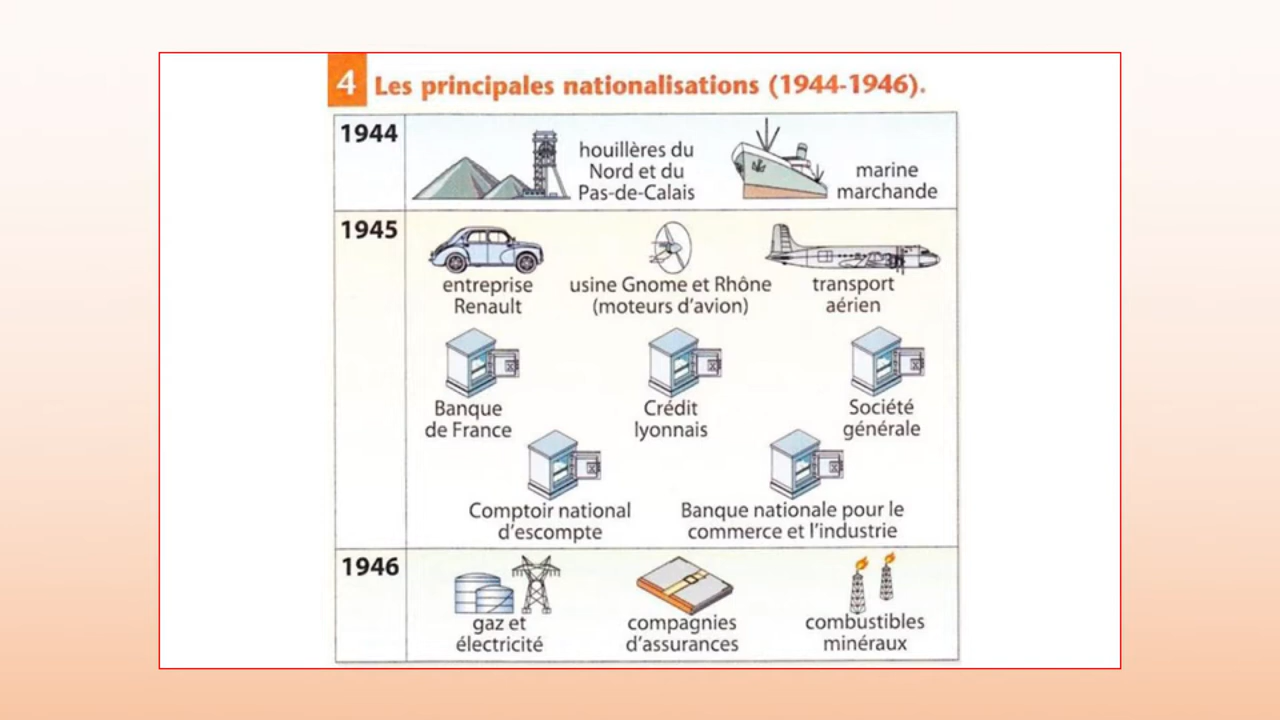 4 Les principales nationalisations (1944-1946).
1944
houillères du
Nord et du
Pas-de-Calais
marine
marchande
1945
entreprise
Renault
usine Gnome et Rhône
(moteurs d'avion)
transport
aérien
Banque
de France
Crédit
lyonnais
Société
générale
Comptoir national
d'escompte
Banque nationale pour le
commerce et l'industrie
1946
gaz et
électricité
compagnies
d'assurances
combustibles
minéraux